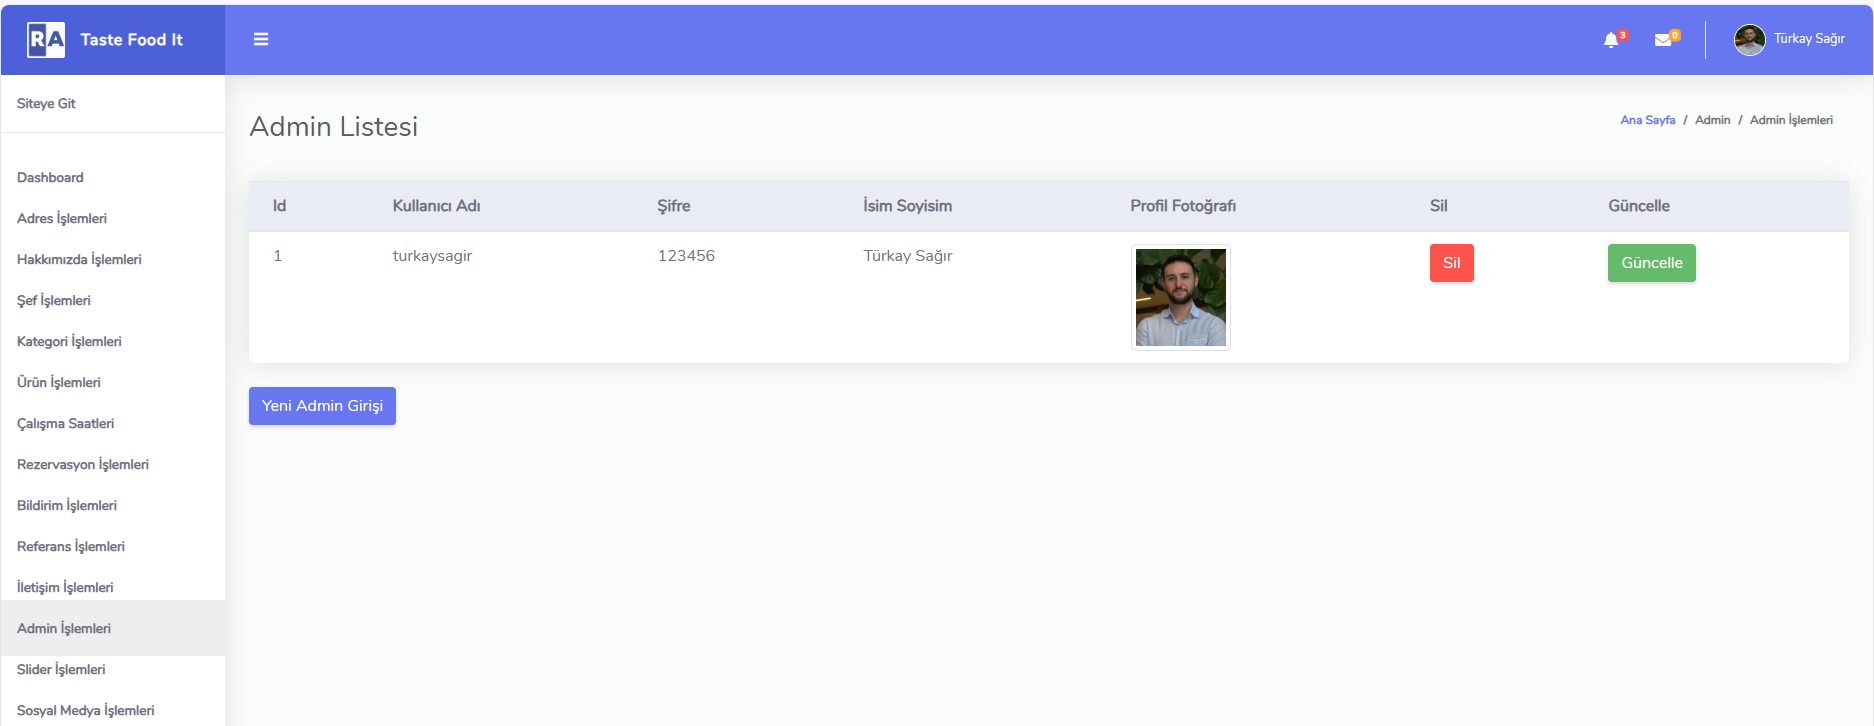 RA Taste Food It
3
0
Türkay Sağır
Siteye Git
Dashboard
Adres İşlemleri
Hakkımızda İşlemleri
Şef İşlemleri
Kategori İşlemleri
Ürün İşlemleri
Çalışma Saatleri
Rezervasyon İşlemleri
Bildirim İşlemleri
Referans İşlemleri
İletişim İşlemleri
Admin İşlemleri
Slider İşlemleri
Sosyal Medya İşlemleri
Admin Listesi
Ana Sayfa / Admin / Admin İşlemleri
Id Kullanıcı Adı Şifre İsim Soyisim Profil Fotoğrafı Sil Güncelle
1 turkaysagir 123456 Türkay Sağır Sil Güncelle
Yeni Admin Girişi